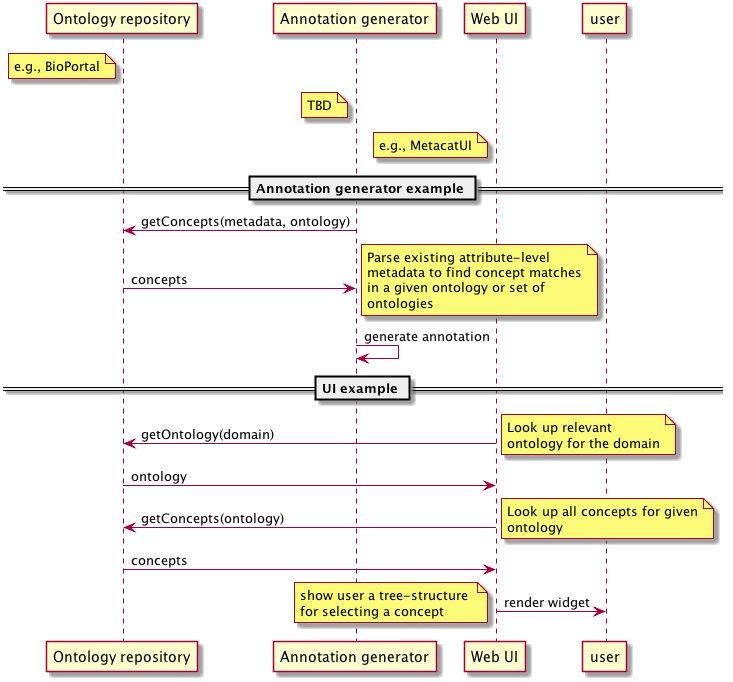 Ontology repository
Annotation generator
Web UI
user
e.g., BioPortal
TBD
e.g., MetacatUI
Annotation generator example
getConcepts(metadata, ontology)
Parse existing attribute-level
metadata to find concept matches
in a given ontology or set of
ontologies
concepts
generate annotation
UI example
getOntology(domain)
Look up relevant
ontology for the domain
ontology
getConcepts(ontology)
Look up all concepts for given
ontology
concepts
show user a tree-structure
for selecting a concept
render widget
Ontology repository
Annotation generator
Web UI
user